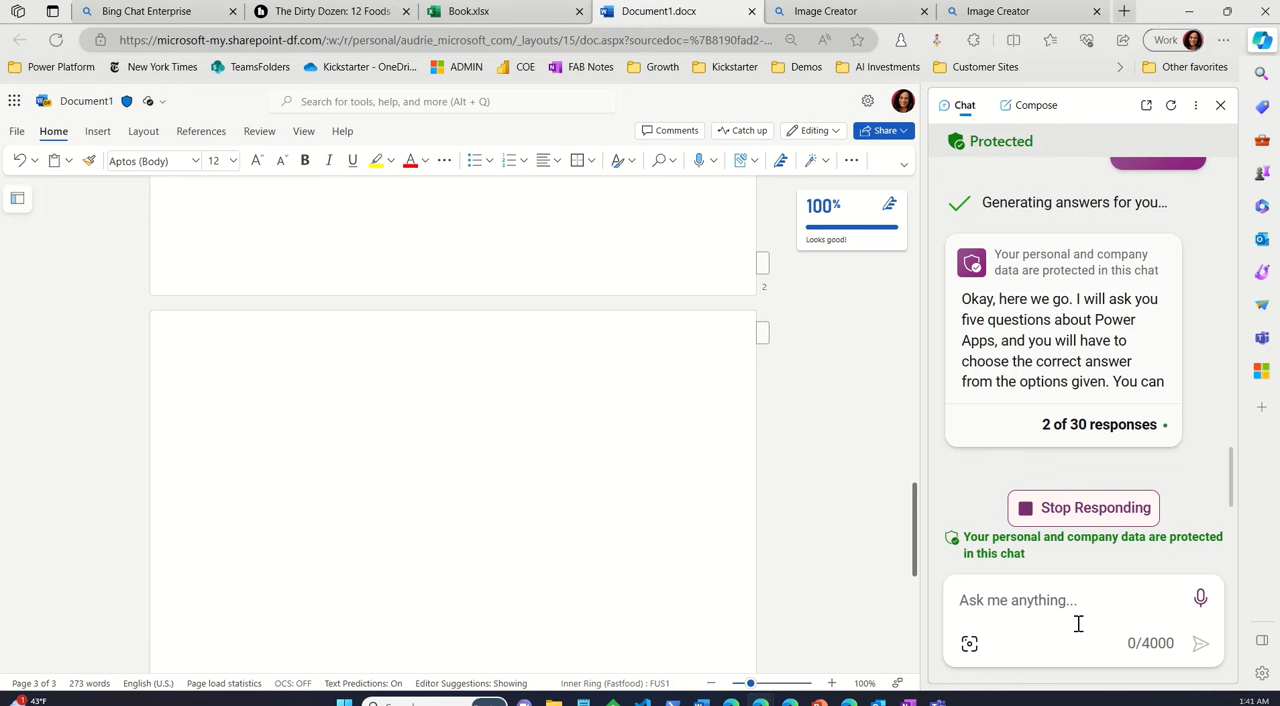 Bing Chat Enterprise
The Dirty Dozen: 12 Foods
Book.xlsx
Document1.docx
Image Creator
Image Creator
https://microsoft-my.sharepoint-df.com/:w:/r/personal/audrie_microsoft.com/_layouts/15/doc.aspx?sourcedoc=%7B8190fad2-...
Work
Power Platform
New York Times
TeamsFolders
Kickstarter - OneDri...
ADMIN
COE
FAB Notes
Growth
Kickstarter
Demos
AI Investments
Customer Sites
Other favorites
Document1
Search for tools, help, and more (Alt + Q)
Chat
Compose
File
Home
Insert
Layout
References
Review
View
Help
Comments
Catch up
Editing
Share
Protected
Aptos (Body)
12
B I U
100%
Looks good!
2
Generating answers for you...
Your personal and company
data are protected in this chat
Okay, here we go. I will ask you
five questions about Power
Apps, and you will have to
choose the correct answer
from the options given. You can
2 of 30 responses
Stop Responding
Your personal and company data are protected
in this chat
Ask me anything...
0/4000
Page 3 of 3
273 words
English (U.S.)
Page load statistics
OCS: OFF
Text Predictions: On
Editor Suggestions: Showing
Inner Ring (Fastfood) : FUS1
100%
43°F
1:41 AM